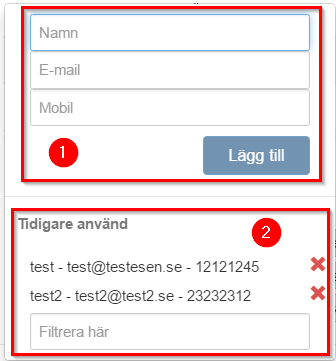 Namn
E-mail
Mobil
1
Lägg till
Tidigare använd
2
test - test@testesen.se - 12121245
test2 - test2@test2.se - 23232312
Filtrera här